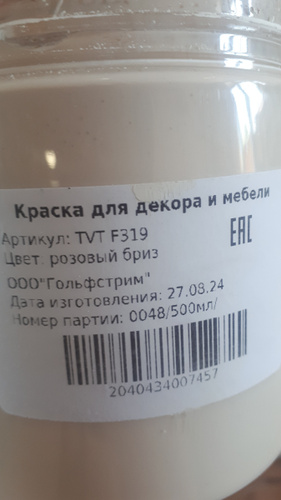 Краска для декора и мебели
Артикул: TVT F319
EAC
Цвет: розовый бриз
ООО"Гольфстрим"
Дата изготовления: 27.08.24
Номер партии: 0048/500мл/
2040434007457